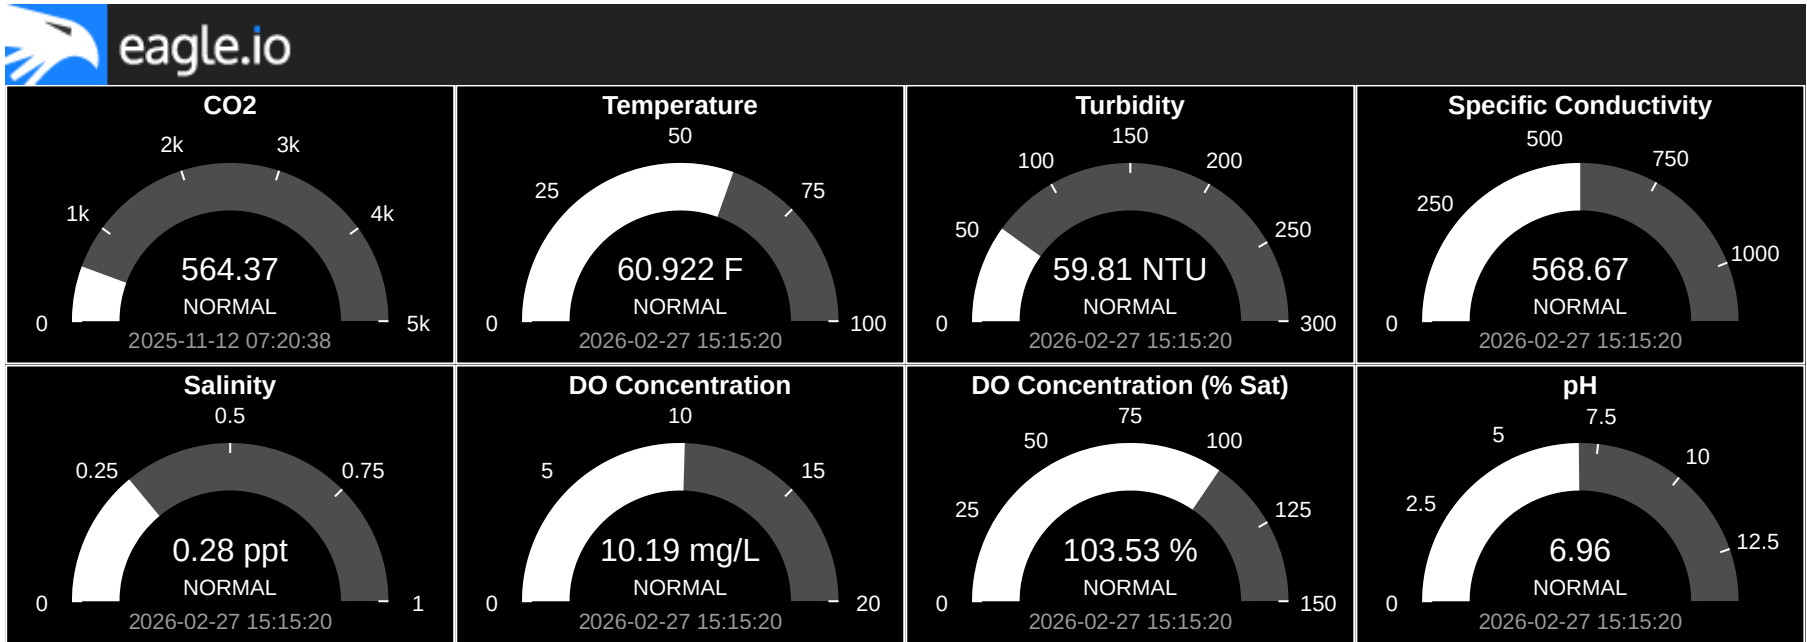 eagle.io
CO2
2k
3k
1k
4k
564.37
NORMAL
0
5k
2025-11-12 07:20:38
Temperature
50
25
75
60.922 F
NORMAL
0
100
2026-02-27 15:15:20
Turbidity
150
100
200
50
250
59.81 NTU
NORMAL
0
300
2026-02-27 15:15:20
Specific Conductivity
500
750
250
1000
568.67
NORMAL
0
2026-02-27 15:15:20
Salinity
0.5
0.25
0.75
0.28 ppt
NORMAL
0
1
2026-02-27 15:15:20
DO Concentration
10
5
15
10.19 mg/L
NORMAL
0
20
2026-02-27 15:15:20
DO Concentration (% Sat)
75
50
100
25
125
103.53 %
NORMAL
0
150
2026-02-27 15:15:20
pH
7.5
5
10
2.5
12.5
6.96
NORMAL
0
2026-02-27 15:15:20